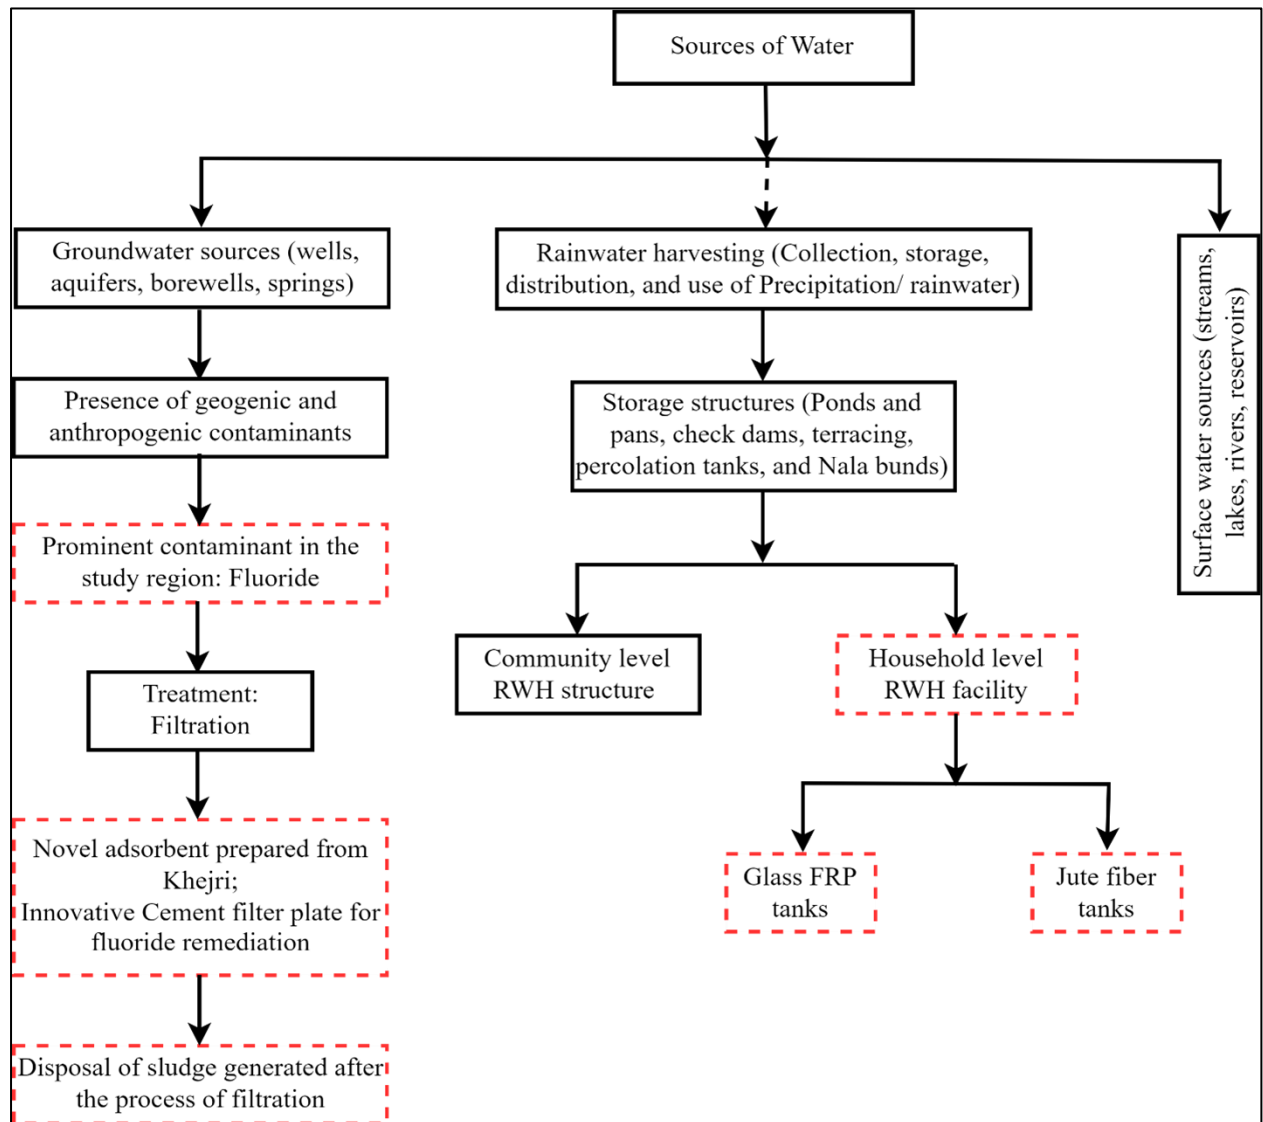 Sources of Water
Groundwater sources (wells,
aquifers, borewells, springs)
Rainwater harvesting (Collection, storage,
distribution, and use of Precipitation/ rainwater)
Surface water sources (streams,
lakes, rivers, reservoirs)
Presence of geogenic and
anthropogenic contaminants
Storage structures (Ponds and
pans, check dams, terracing,
percolation tanks, and Nala bunds)
Prominent contaminant in the
study region: Fluoride
Community level
RWH structure
Household level
RWH facility
Treatment:
Filtration
Novel adsorbent prepared from
Khejri;
Innovative Cement filter plate for
fluoride remediation
Glass FRP
tanks
Jute fiber
tanks
Disposal of sludge generated after
the process of filtration